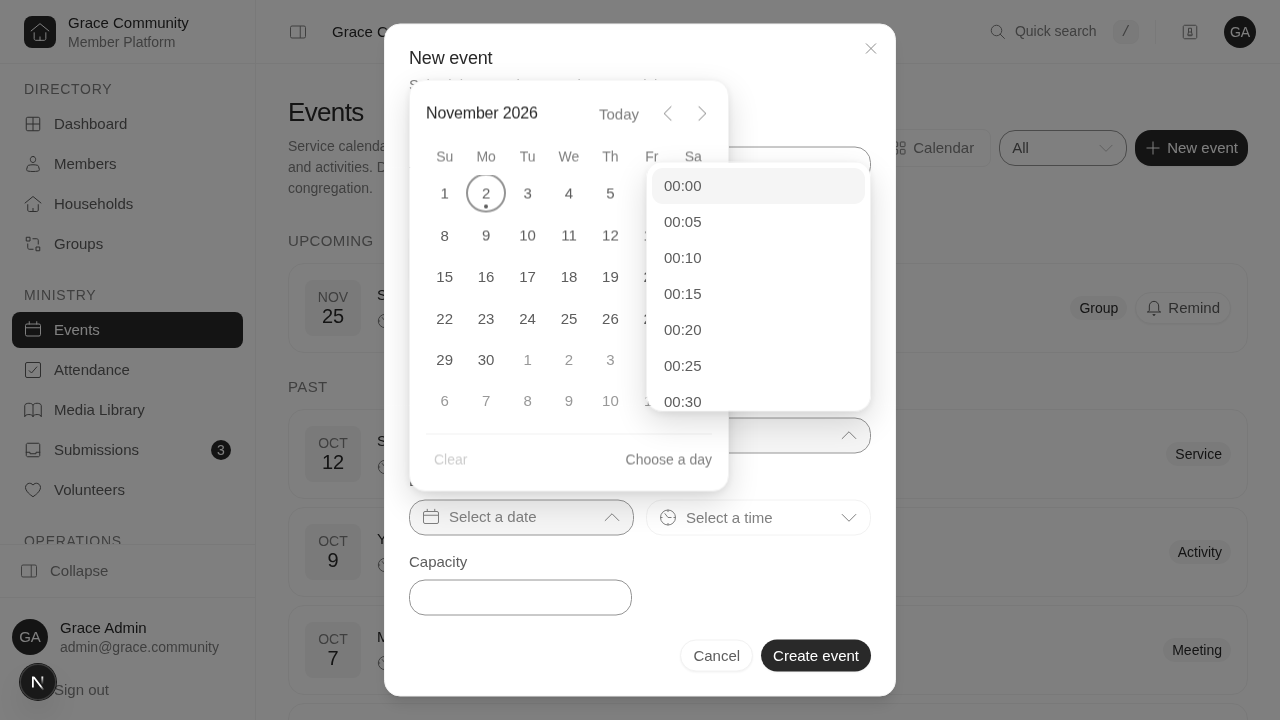 Grace Community
Member Platform
DIRECTORY
Dashboard
Members
Households
Groups
MINISTRY
Events
Attendance
Media Library
Submissions
3
Volunteers
OPERATIONS
Collapse
GA
Grace Admin
admin@grace.community
Sign out
Quick search
/
GA
Events
Service
and activities.
congregation.
Calendar
All
New event
UPCOMING
NOV
25
Group
Remind
PAST
OCT
12
Service
OCT
9
Activity
OCT
7
Meeting
New event
November 2026
Today
Su Mo Tu We Th Fr Sa
1 2 3 4 5
8 9 10 11 12
15 16 17 18 19
22 23 24 25 26
29 30 1 2 3
6 7 8 9 10
Clear
Choose a day
00:00
00:05
00:10
00:15
00:20
00:25
00:30
Select a date
Select a time
Capacity
Cancel
Create event